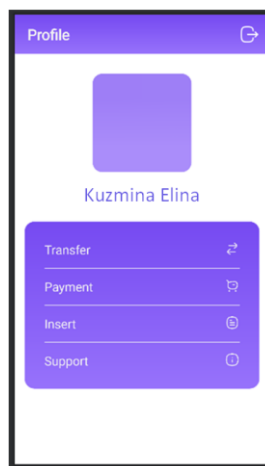 Profile
Kuzmina Elina
Transfer
Payment
Insert
Support